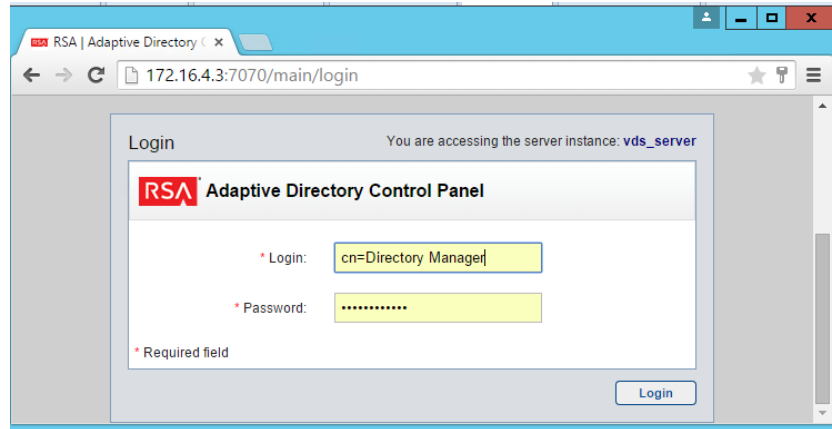 RSA RSA | Adaptive Directory C
172.16.4.3:7070/main/login
Login You are accessing the server instance: vds_server
RSA Adaptive Directory Control Panel
* Login: cn=Directory Manager
* Password: ••••••••••••
* Required field
Login